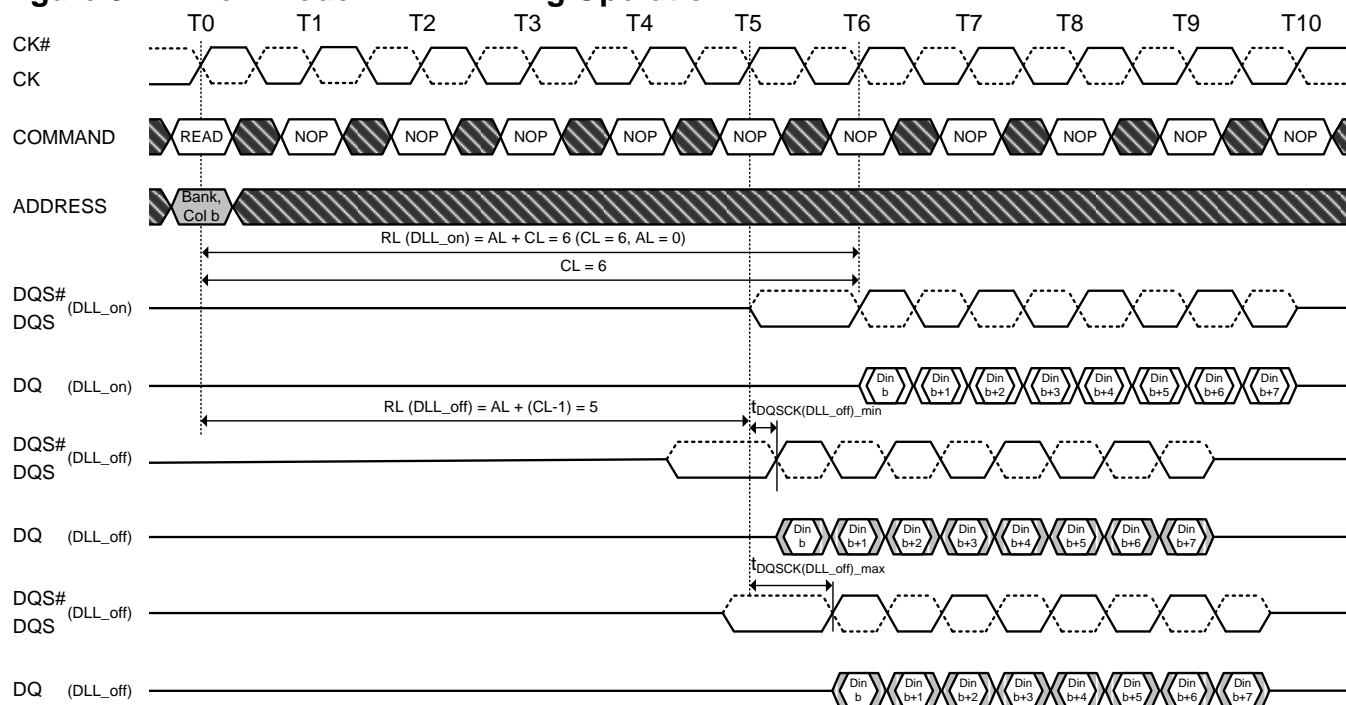 T0 T1 T2 T3 T4 T5 T6 T7 T8 T9 T10
CK#
CK
COMMAND READ NOP NOP NOP NOP NOP NOP NOP NOP NOP NOP
ADDRESS Bank, Col b
RL (DLL_on) = AL + CL = 6 (CL = 6, AL = 0)
CL = 6
DQS# (DLL_on)
DQS
DQ (DLL_on) Din b Din b+1 Din b+2 Din b+3 Din b+4 Din b+5 Din b+6 Din b+7
RL (DLL_off) = AL + (CL-1) = 5
tDQSCK(DLL_off)_min
DQS# (DLL_off)
DQS
DQ (DLL_off) Din b Din b+1 Din b+2 Din b+3 Din b+4 Din b+5 Din b+6 Din b+7
tDQSCK(DLL_off)_max
DQS# (DLL_off)
DQS
DQ (DLL_off) Din b Din b+1 Din b+2 Din b+3 Din b+4 Din b+5 Din b+6 Din b+7